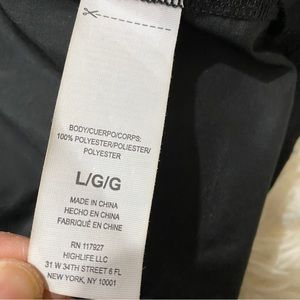 BODY/CUERPO/CORPS:
100% POLYESTER/POLIESTER/
POLYESTER
L/G/G
MADE IN CHINA
HECHO EN CHINA
FABRIQUÉ EN CHINE
RN 117927
HIGHLIFE LLC
31 W 34TH STREET 6 FL
NEW YORK, NY 10001